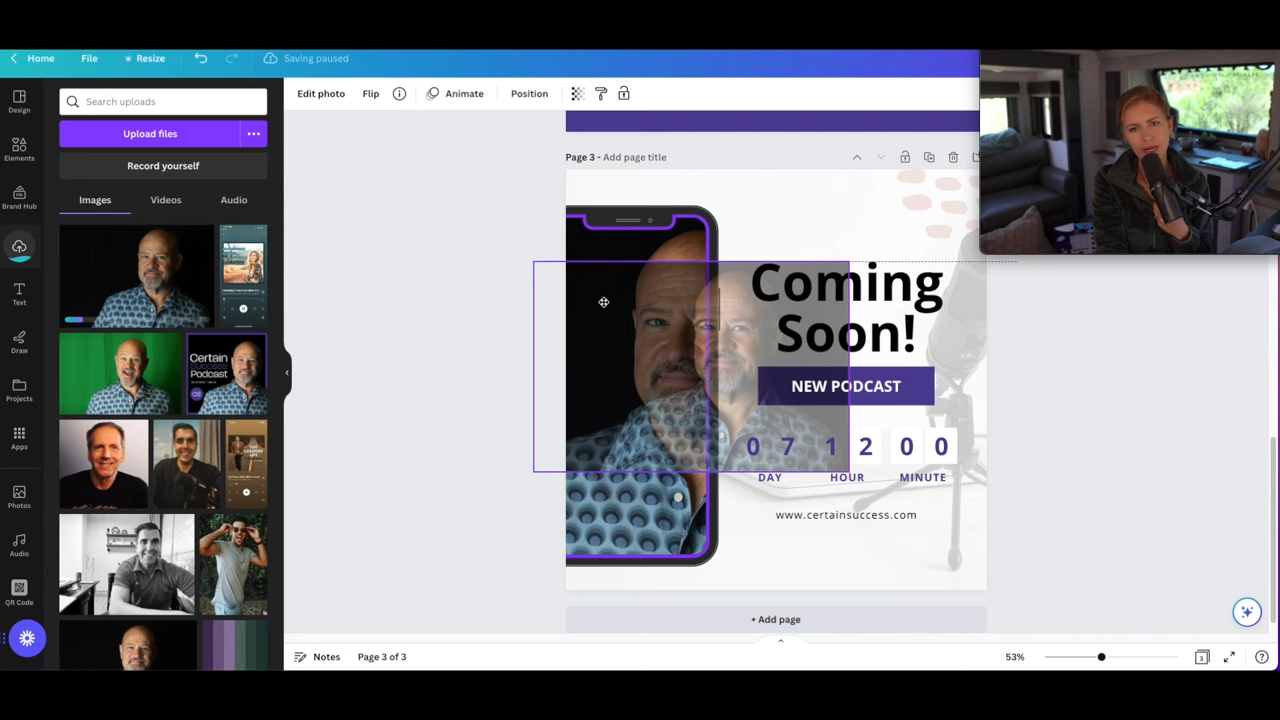 Home File Resize Saving paused
Search uploads
Edit photo Flip Animate Position
Design
Upload files
Elements
Page 3 - Add page title
Record yourself
Brand Hub
Images Videos Audio
Text
Coming
Soon!
Draw
Certain
Success
Podcast
Projects
NEW PODCAST
Apps
0 7 1 2 0 0
DAY HOUR MINUTE
Photos
www.certainsuccess.com
Audio
QR Code
+ Add page
Notes Page 3 of 3 53% 3